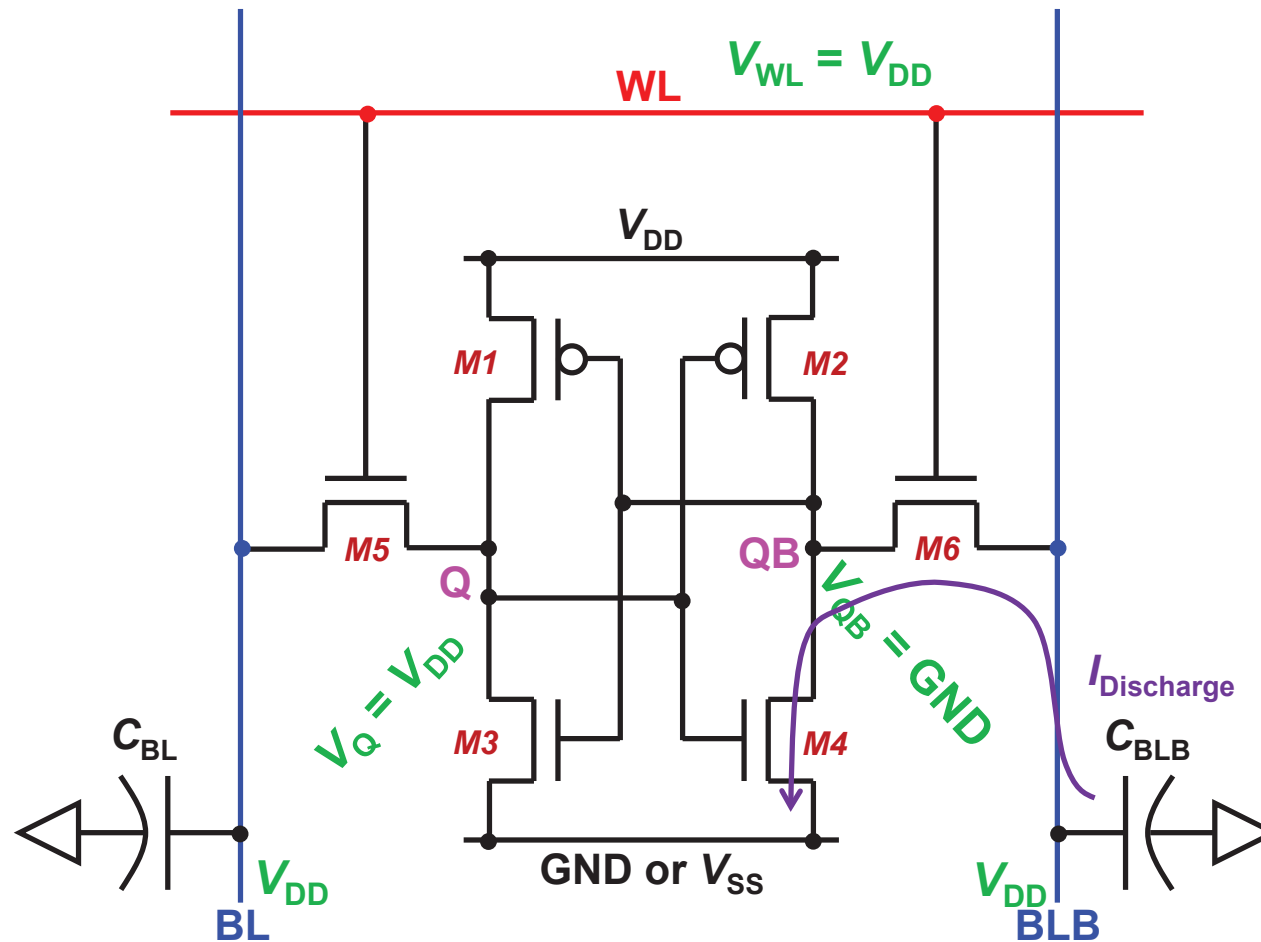 V_WL = V_DD
WL
V_DD
M1
M2
M5
Q
QB
M6
V_Q = V_DD
V_QB = GND
I_Discharge
M3
M4
C_BL
C_BLB
GND or V_SS
V_DD
V_DD
BL
BLB